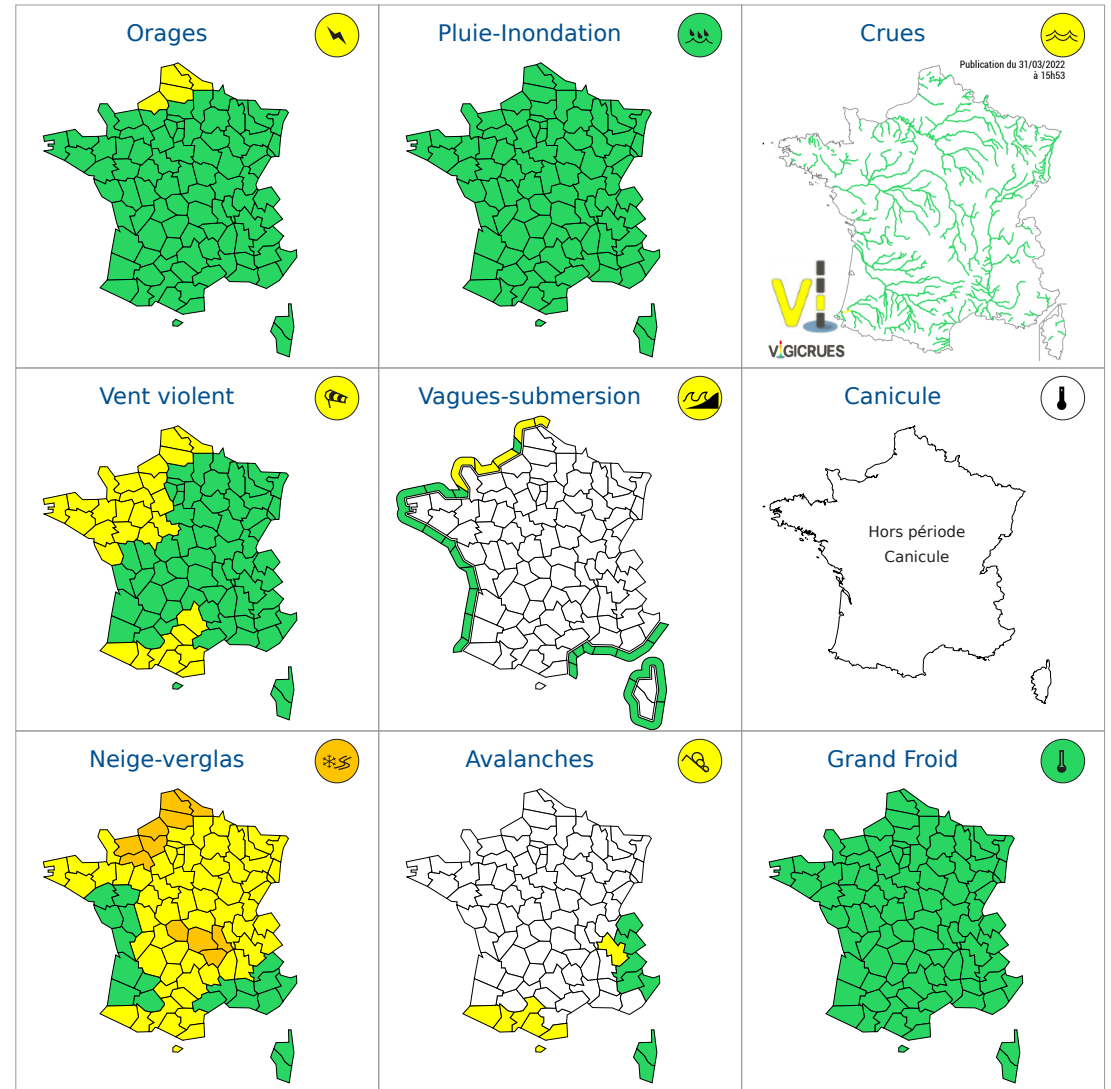 Orages
Pluie-Inondation
Crues
Publication du 31/03/2022
à 15h53
Vi
VIGICRUES
Vent violent
Vagues-submersion
Canicule
Hors période
Canicule
Neige-verglas
Avalanches
Grand Froid